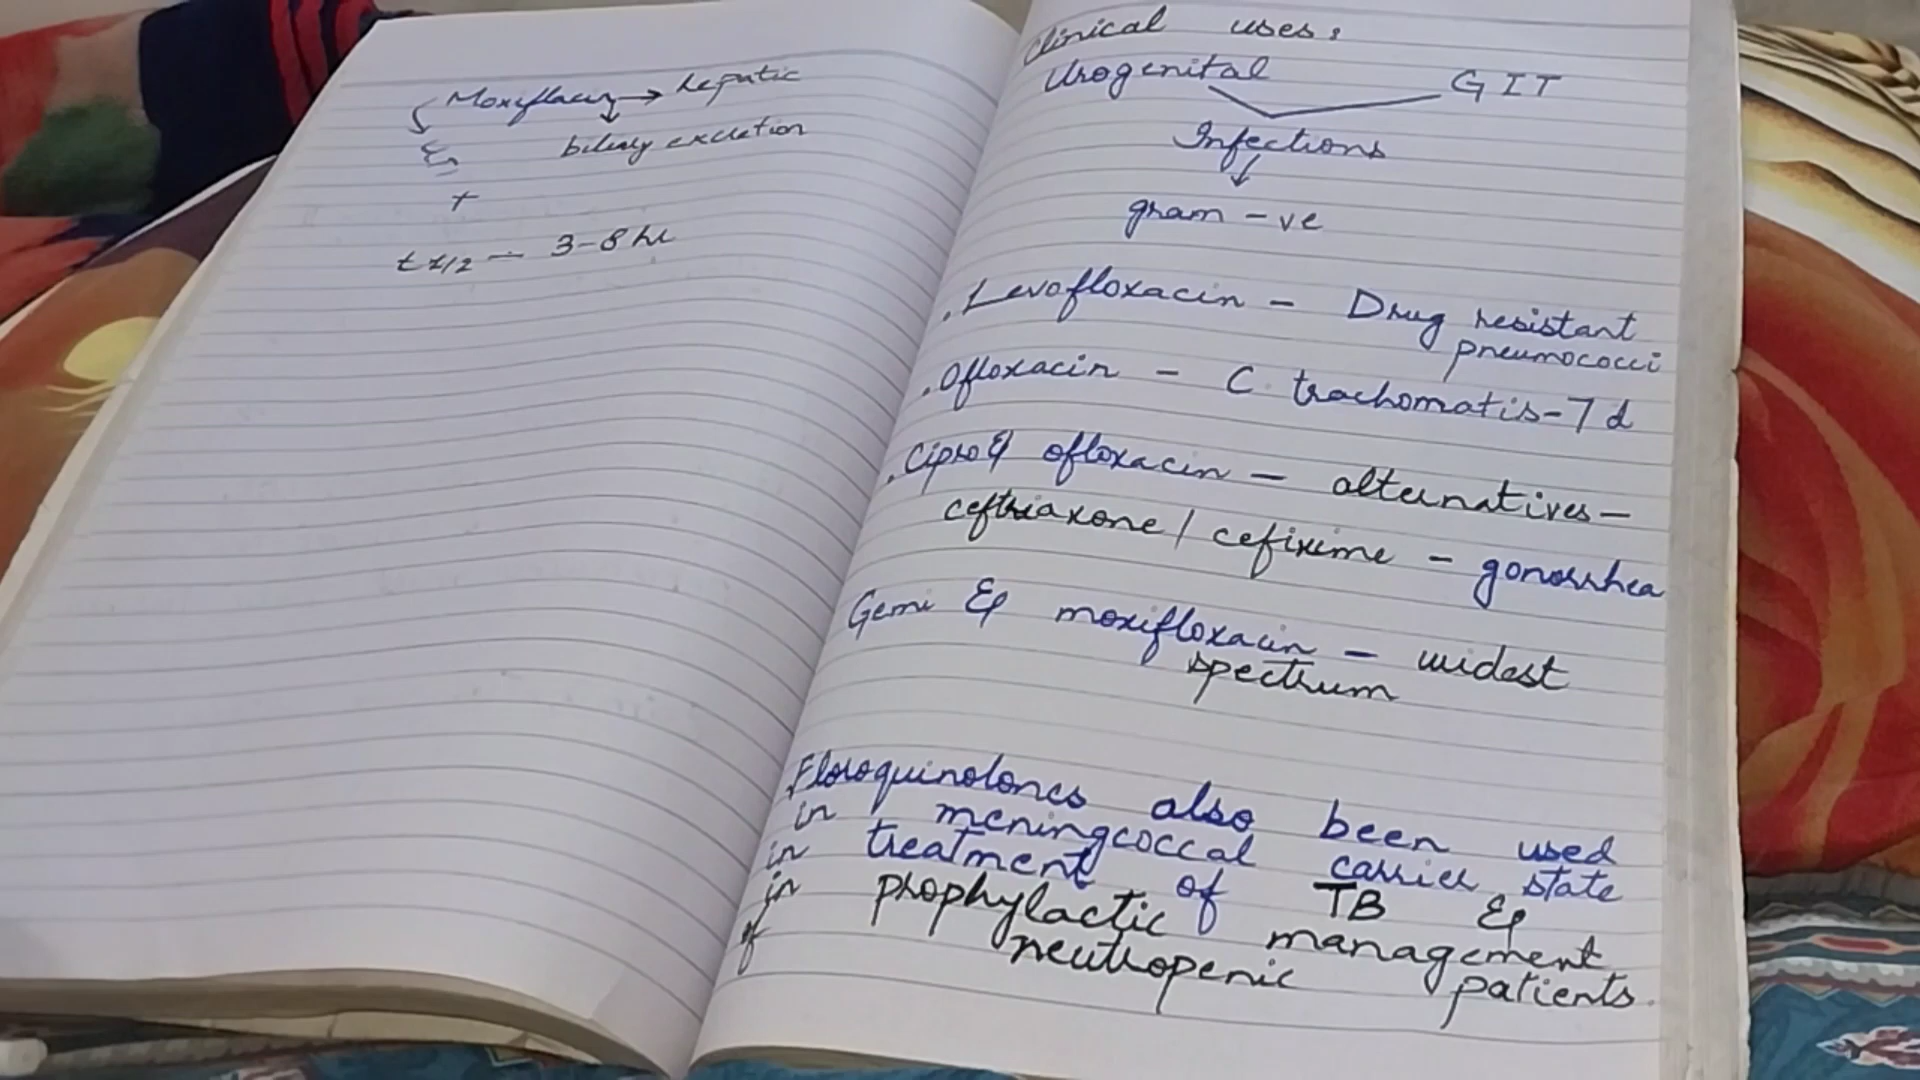 Moxiflacin → hepatic
↓
biliary excretion
+
t 1/2 — 3-8 hr
Clinical uses:
Urogenital GIT
Infections
↓
gram -ve
. Levofloxacin - Drug resistant
pneumococci
. Ofloxacin - C. trachomatis-7 d
. Cipro & ofloxacin - alternatives-
ceftriaxone / cefixime - gonorrhea
Gemi & moxifloxacin - widest
spectrum
Floroquinolones also been used
in meningcoccal carrier state
in treatment of TB &
in prophylactic management
of neutropenic patients.